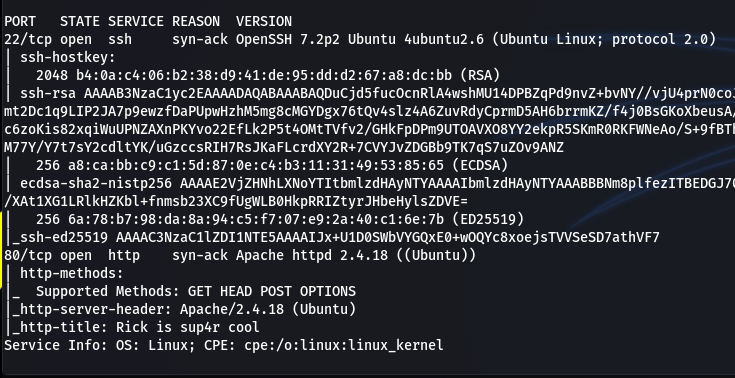 PORT   STATE SERVICE REASON  VERSION
22/tcp open  ssh     syn-ack OpenSSH 7.2p2 Ubuntu 4ubuntu2.6 (Ubuntu Linux; protocol 2.0)
| ssh-hostkey:
|   2048 b4:0a:c4:06:b2:38:d9:41:de:95:dd:d2:67:a8:dc:bb (RSA)
| ssh-rsa AAAAB3NzaC1yc2EAAAADAQABAAABAQDuCjd5fucOcnRlA4wshMU14DPBZqPd9nvZ+bvNY//vjU4prN0coJ
mt2Dc1q9LIP2JA7p9ewzfDaPUpwHzhM5mg8cMGYDgx76tQv4slz4A6ZuvRdyCprmD5AH6brrmKZ/f4j0BsGKoXbeusA/
c6zoKis82xqiWuUPNZAXnPKYvo22EfLk2P5t4OMtTVfv2/GHkFpDPm9UTOAVXO8YY2ekpR5SKmR0RKFWNeAo/S+9fBTh
M77Y/Y7t7sY2cdltYK/uGzccsRIH7RsJKaFLcrdXY2R+7CVYJvZDGBb9TK7qS7uZOv9ANZ
|   256 a8:ca:bb:c9:c1:5d:87:0e:c4:b3:11:31:49:53:85:65 (ECDSA)
| ecdsa-sha2-nistp256 AAAAE2VjZHNhLXNoYTItbmlzdHAyNTYAAAAIbmlzdHAyNTYAAABBBNm8plfezITBEDGJ7C
/XAt1XG1LRlkHZKbl+fnmsb23XC9fUgWLB0HkpRRIZtyrJHbeHylsZDVE=
|   256 6a:78:b7:98:da:8a:94:c5:f7:07:e9:2a:40:c1:6e:7b (ED25519)
|_ssh-ed25519 AAAAC3NzaC1lZDI1NTE5AAAAIJx+U1D0SWbVYGQxE0+wOQYc8xoejsTVVSeSD7athVF7
80/tcp open  http    syn-ack Apache httpd 2.4.18 ((Ubuntu))
| http-methods:
|_  Supported Methods: GET HEAD POST OPTIONS
|_http-server-header: Apache/2.4.18 (Ubuntu)
|_http-title: Rick is sup4r cool
Service Info: OS: Linux; CPE: cpe:/o:linux:linux_kernel